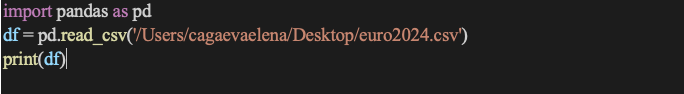 import pandas as pd
df = pd.read_csv('/Users/cagaevaelena/Desktop/euro2024.csv')
print(df)